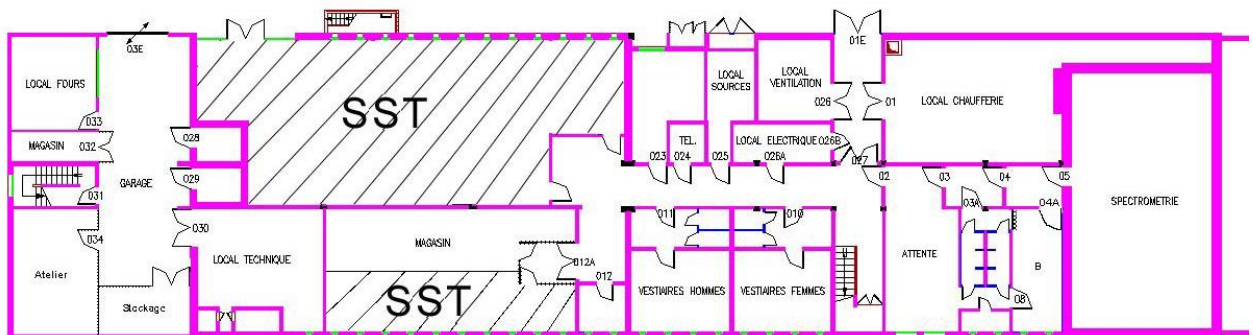 03E
01E
LOCAL FOURS
SST
LOCAL
SOURCES
LOCAL
VENTILATION
026
01
LOCAL CHAUFFERIE
033
MAGASIN
032
028
TEL.
LOCAL ELECTRIQUE
026B
023
024
025
026A
027
GARAGE
029
031
02
03
04
05
03A
04A
SPECTROMETRIE
030
034
011
010
MAGASIN
LOCAL TECHNIQUE
012A
012
ATTENTE
B
Atelier
SST
VESTIAIRES HOMMES
VESTIAIRES FEMMES
08
Stockage